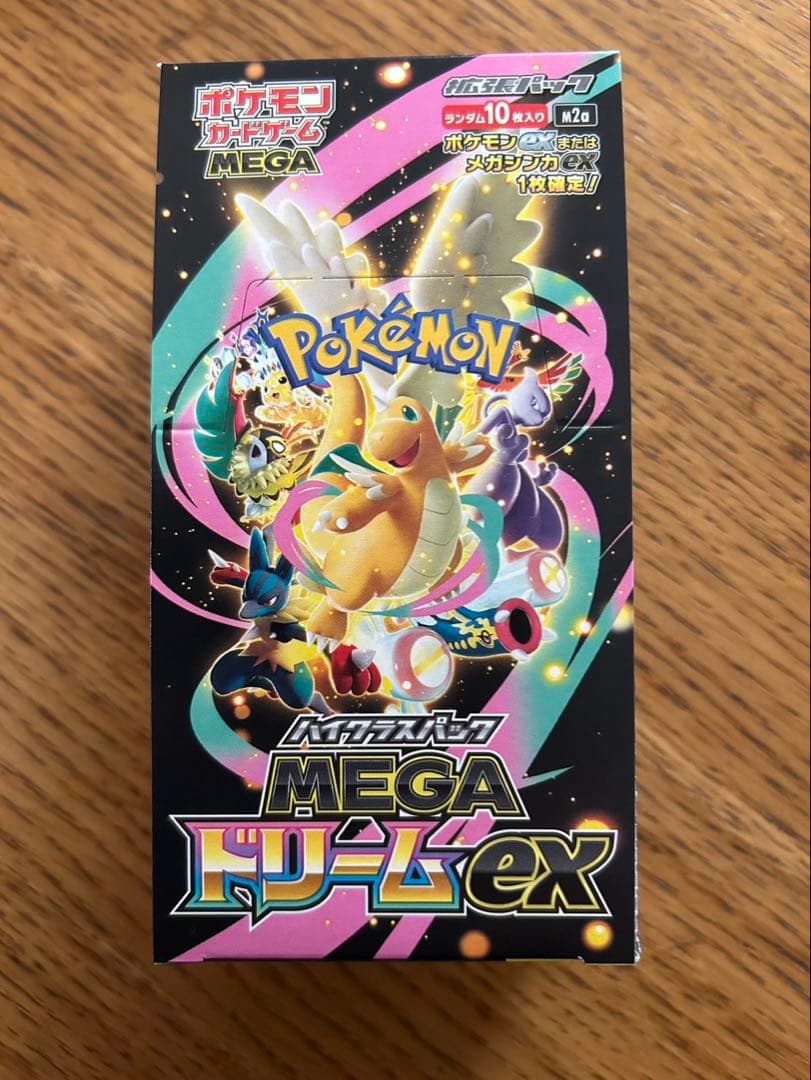 ポケモン
カードゲーム
MEGA
拡張パック
ランダム10枚入り M2a
ポケモンexまたは
メガシンカex
1枚確定!
POKéMON
TM
ハイクラスパック
MEGA
ドリームex